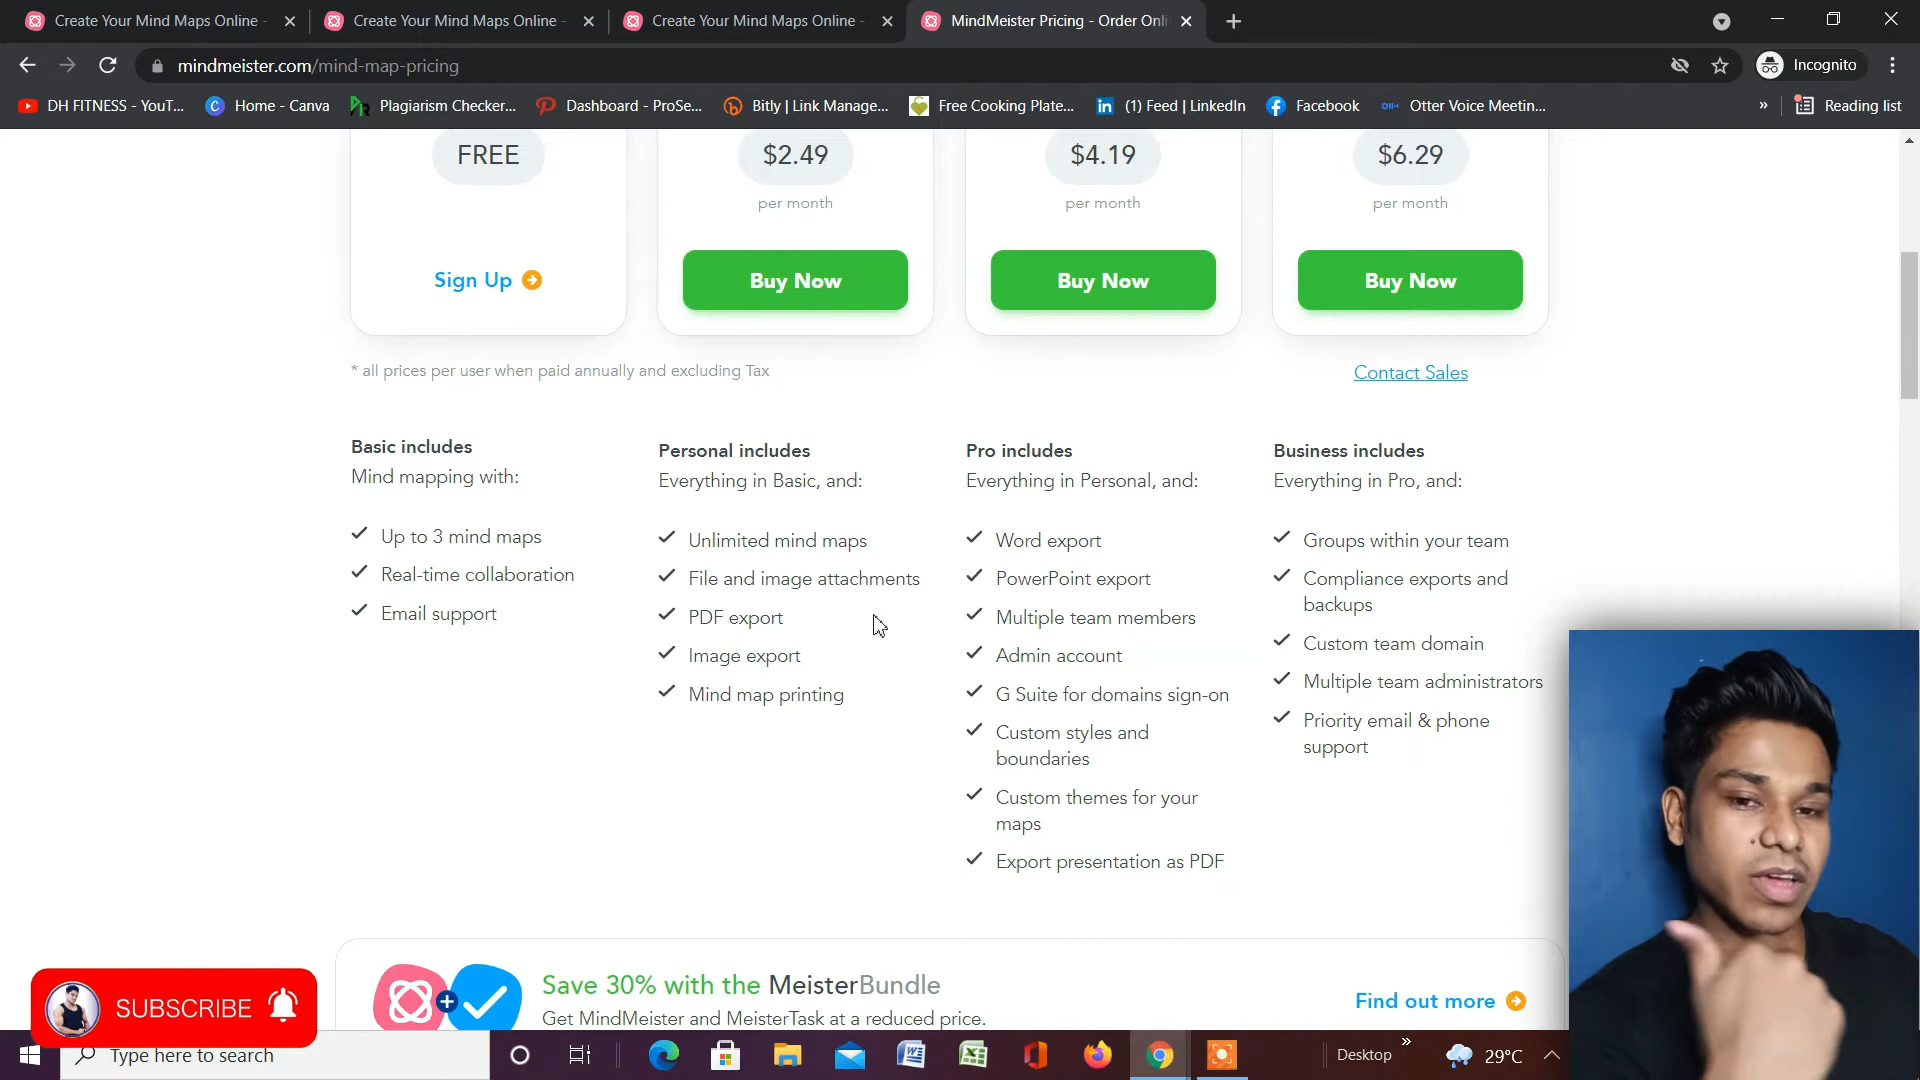 Create Your Mind Maps Online -
Create Your Mind Maps Online -
Create Your Mind Maps Online -
MindMeister Pricing - Order Onli
mindmeister.com/mind-map-pricing
Incognito
DH FITNESS - YouT...
Home - Canva
Plagiarism Checker...
Dashboard - ProSe...
Bitly | Link Manage...
Free Cooking Plate...
(1) Feed | LinkedIn
Facebook
Otter Voice Meetin...
»
Reading list
FREE
$2.49
$4.19
$6.29
per month
per month
per month
Sign Up
Buy Now
Buy Now
Buy Now
* all prices per user when paid annually and excluding Tax
Contact Sales
Basic includes
Mind mapping with:
Up to 3 mind maps
Real-time collaboration
Email support
Personal includes
Everything in Basic, and:
Unlimited mind maps
File and image attachments
PDF export
Image export
Mind map printing
Pro includes
Everything in Personal, and:
Word export
PowerPoint export
Multiple team members
Admin account
G Suite for domains sign-on
Custom styles and
boundaries
Custom themes for your
maps
Export presentation as PDF
Business includes
Everything in Pro, and:
Groups within your team
Compliance exports and
backups
Custom team domain
Multiple team administrators
Priority email & phone
support
Save 30% with the MeisterBundle
Get MindMeister and MeisterTask at a reduced price.
Find out more
SUBSCRIBE
Type here to search
Desktop
»
29°C